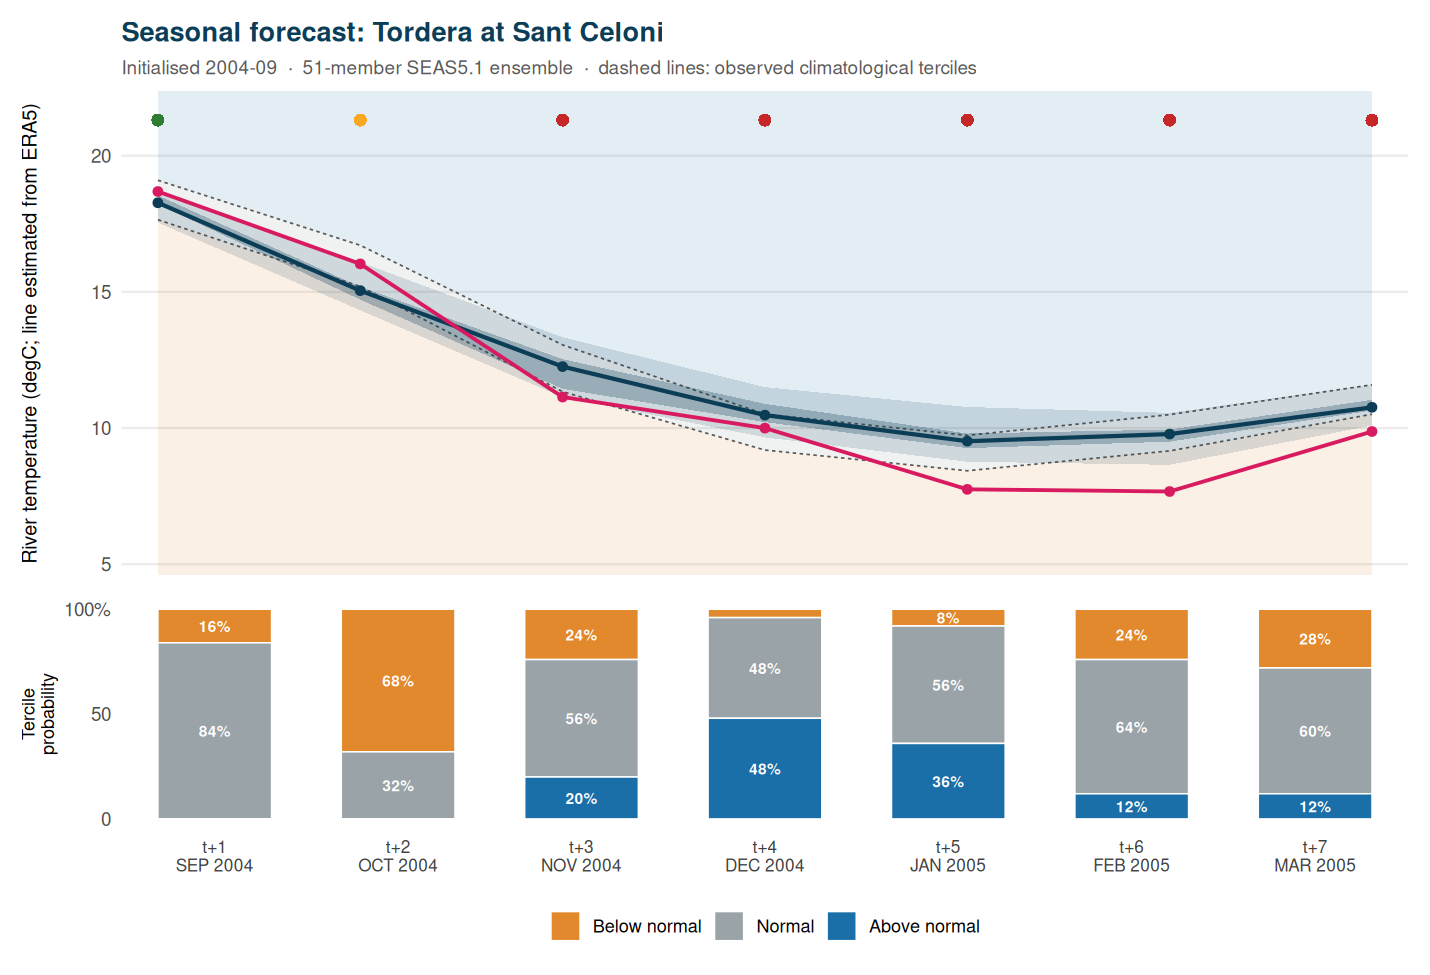 Seasonal forecast: Tordera at Sant Celoni
Initialised 2004-09 · 51-member SEAS5.1 ensemble · dashed lines: observed climatological terciles
River temperature (degC; line estimated from ERA5)
20
15
10
5
Tercile
probability
100%
50
0
16%
84%
68%
32%
24%
56%
20%
48%
48%
8%
56%
36%
24%
64%
12%
28%
60%
12%
t+1
SEP 2004
t+2
OCT 2004
t+3
NOV 2004
t+4
DEC 2004
t+5
JAN 2005
t+6
FEB 2005
t+7
MAR 2005
Below normal
Normal
Above normal